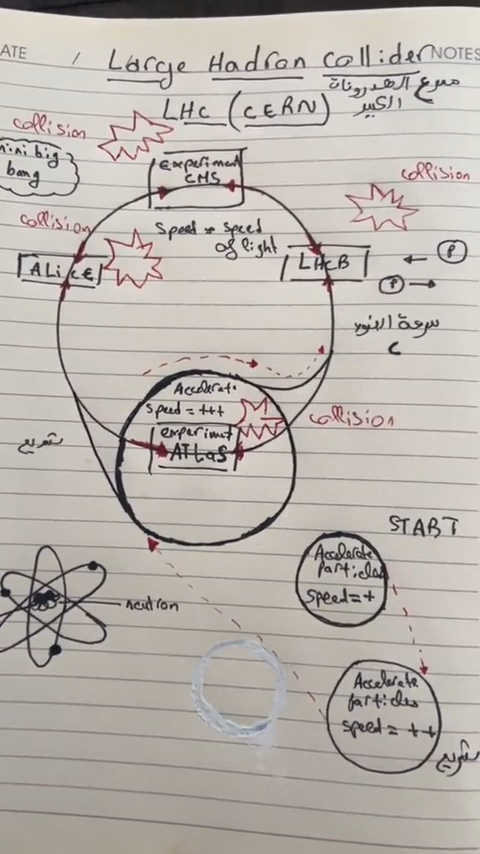 DATE / Large Hadron Collider NOTES
مسرع الهدرونات
الكبير
LHC (CERN)
collision
mini big
bang
experiment
CMS
collision
collision
Speed = Speed
of light
ALiCE
LHCB
P
P
سرعة الضوء
C
Accelerate
Speed = +++
collision
experiment
ATLAS
تسريع
START
Accelerate
Particles
Speed = +
neutron
Accelerate
particles
Speed = ++
تسريع